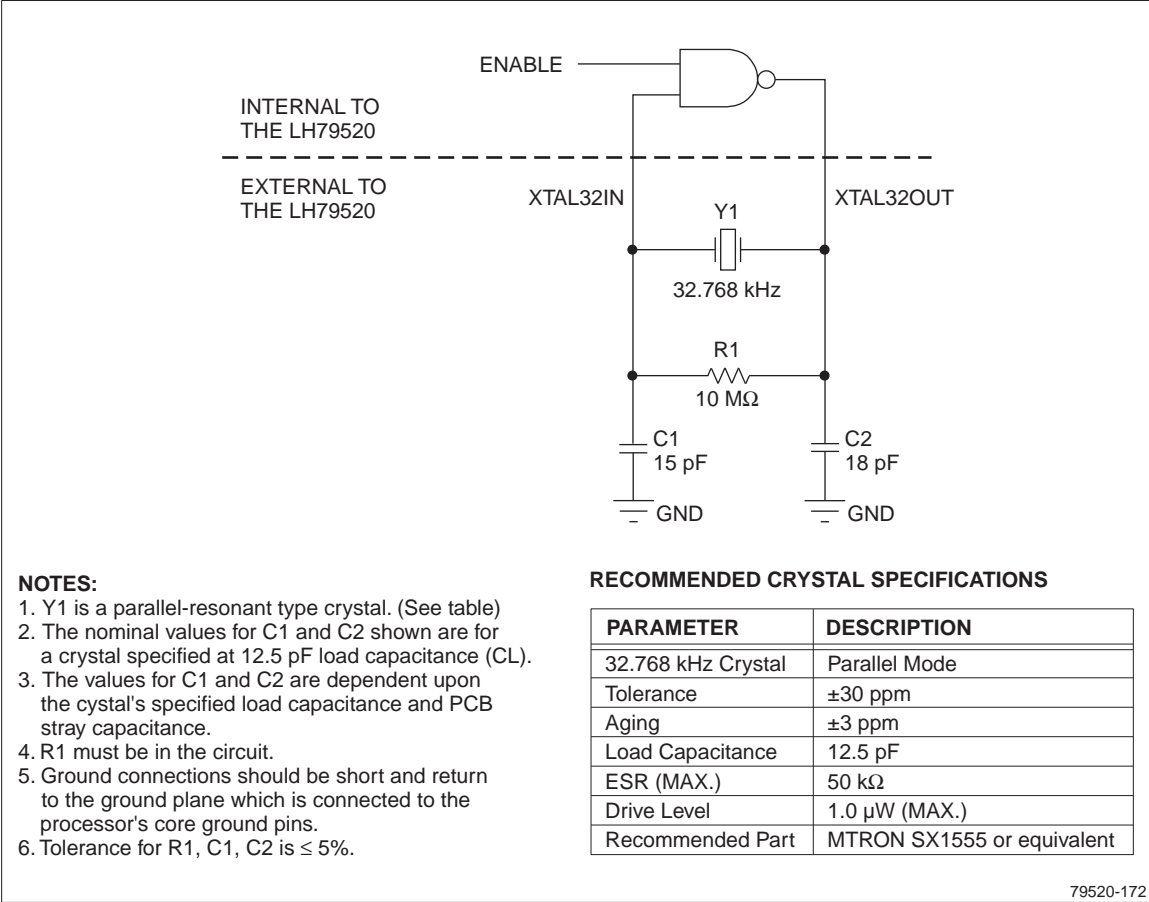 ENABLE
INTERNAL TO
THE LH79520
EXTERNAL TO
THE LH79520
XTAL32IN
XTAL32OUT
Y1
32.768 kHz
R1
10 MΩ
C1
15 pF
C2
18 pF
GND
GND
NOTES:
1. Y1 is a parallel-resonant type crystal. (See table)
2. The nominal values for C1 and C2 shown are for
a crystal specified at 12.5 pF load capacitance (CL).
3. The values for C1 and C2 are dependent upon
the cystal's specified load capacitance and PCB
stray capacitance.
4. R1 must be in the circuit.
5. Ground connections should be short and return
to the ground plane which is connected to the
processor's core ground pins.
6. Tolerance for R1, C1, C2 is ≤ 5%.
RECOMMENDED CRYSTAL SPECIFICATIONS
PARAMETER DESCRIPTION
32.768 kHz Crystal Parallel Mode
Tolerance ±30 ppm
Aging ±3 ppm
Load Capacitance 12.5 pF
ESR (MAX.) 50 kΩ
Drive Level 1.0 µW (MAX.)
Recommended Part MTRON SX1555 or equivalent
79520-172